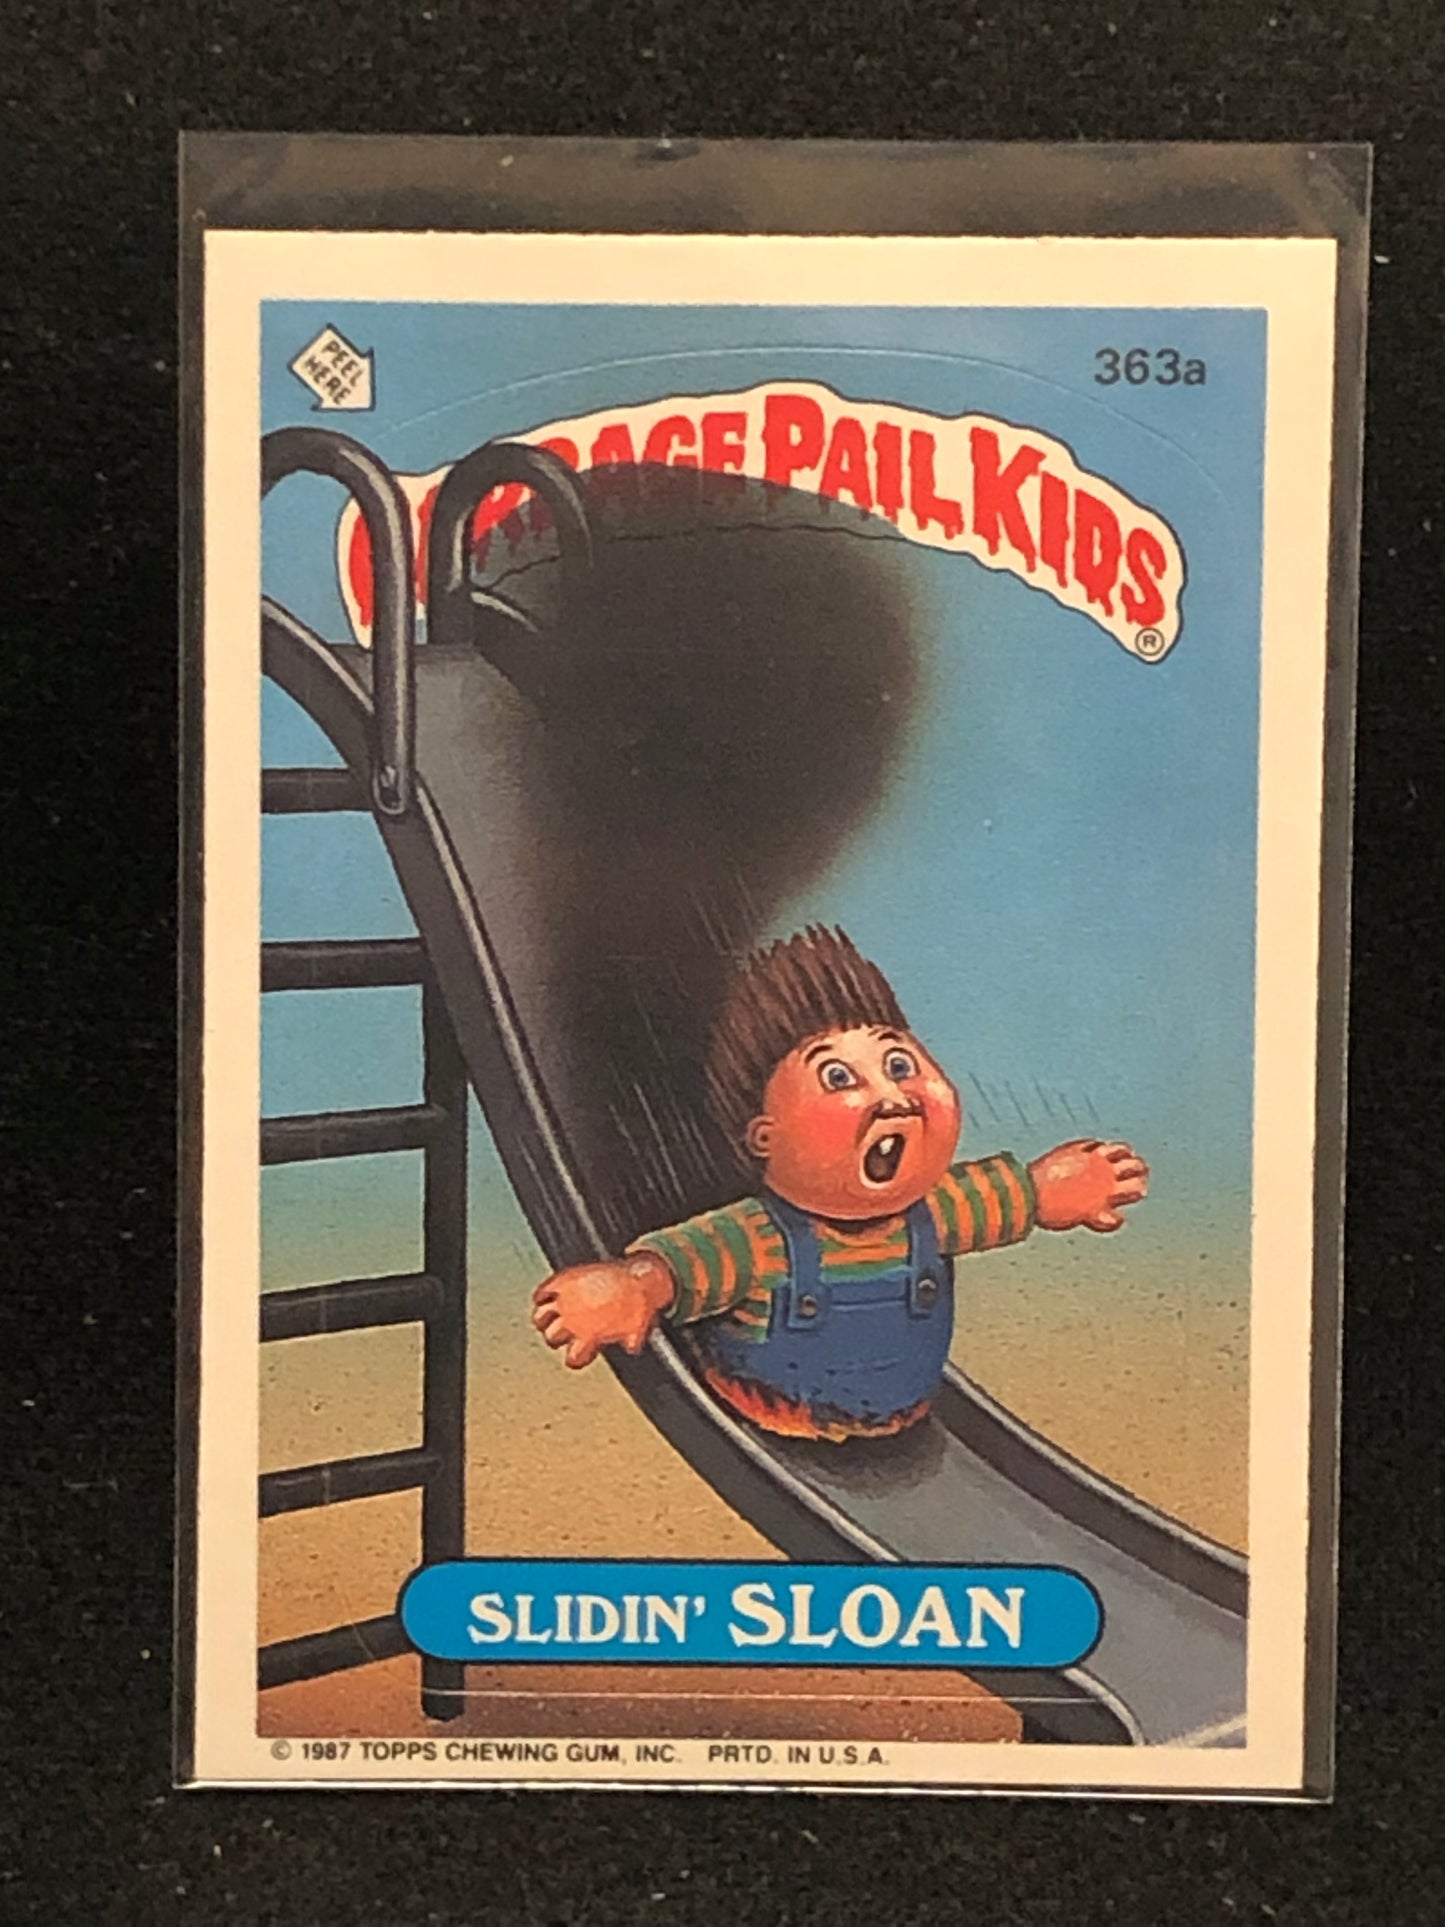 PEEL
HERE
363a
GARBAGE PAIL KIDS
®
SLIDIN' SLOAN
© 1987 TOPPS CHEWING GUM, INC. PRTD. IN U.S.A.